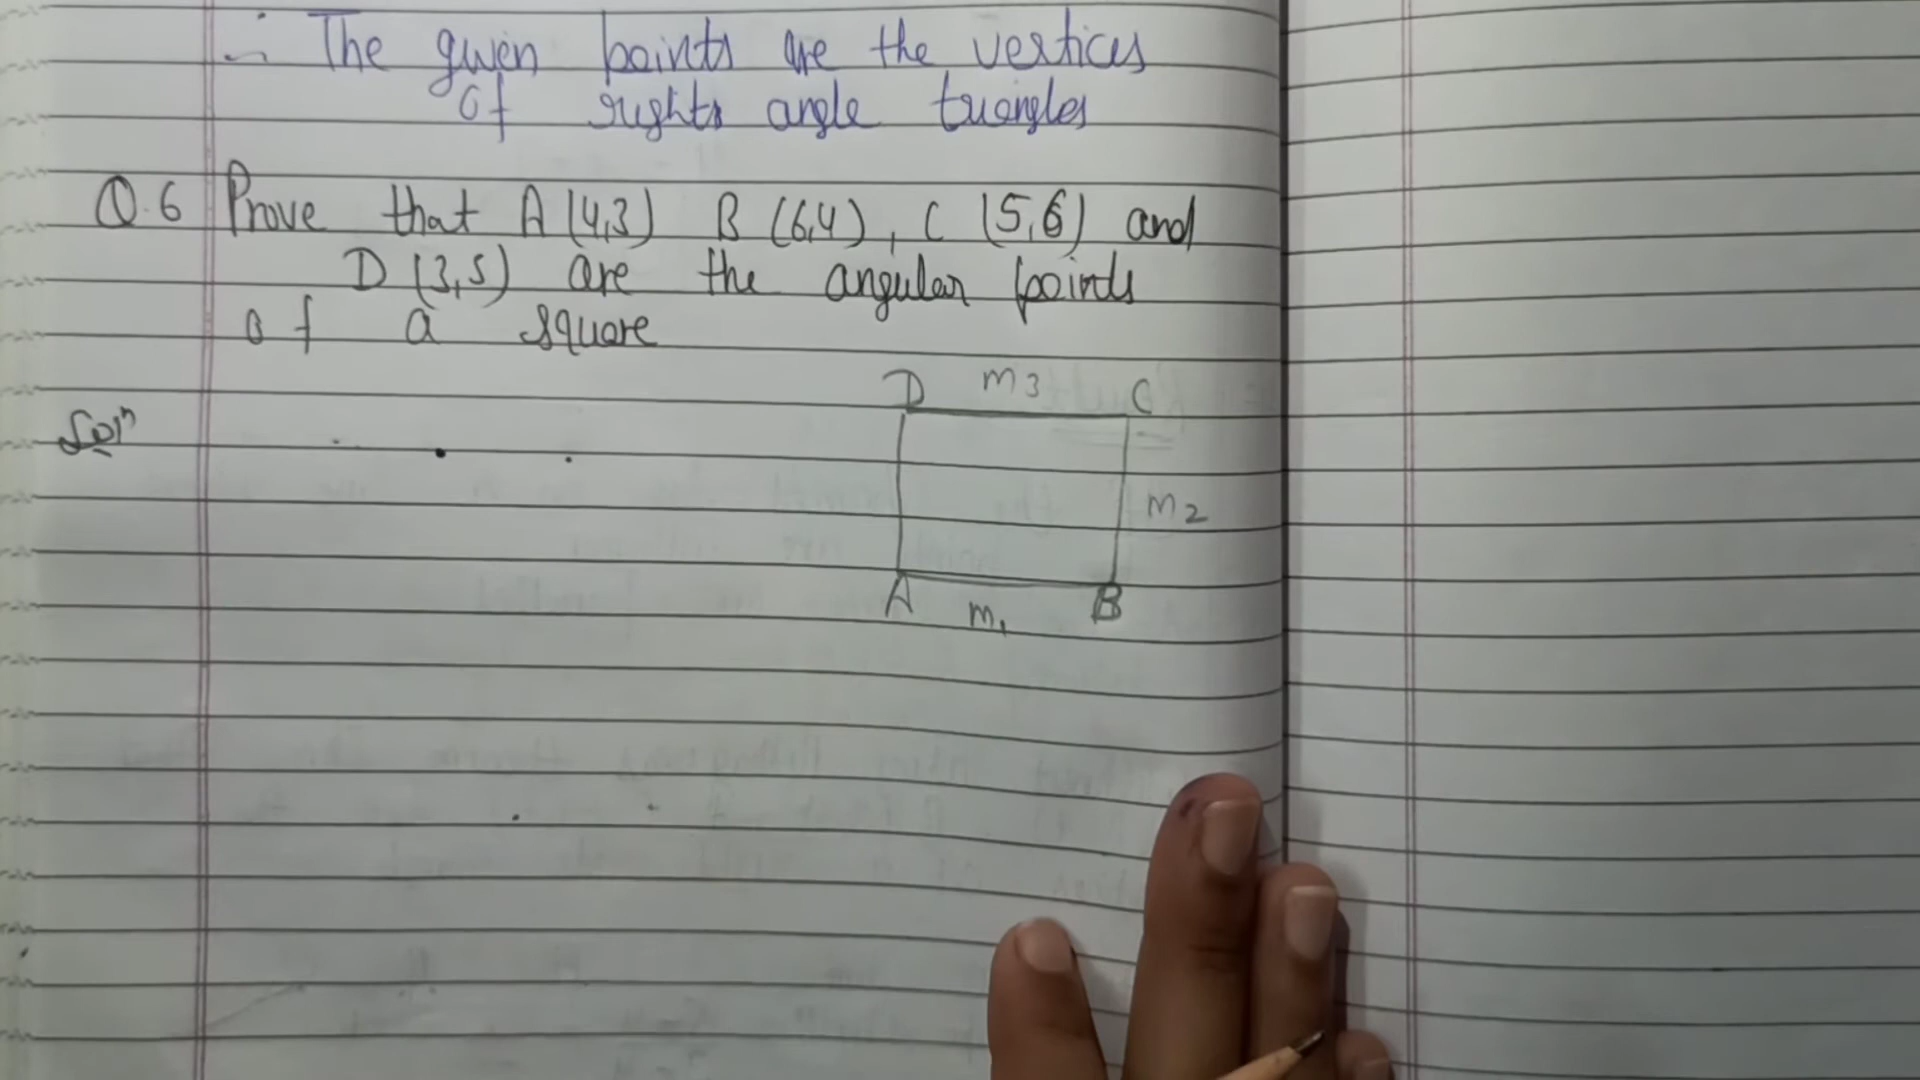 ∴ The given points are the vertices
of rights angle triangles
Q.6 Prove that A (4,3) B (6,4), C (5,6) and
D (3,5) are the angular points
of a square
Solⁿ
D m3 C
m2
A m1 B